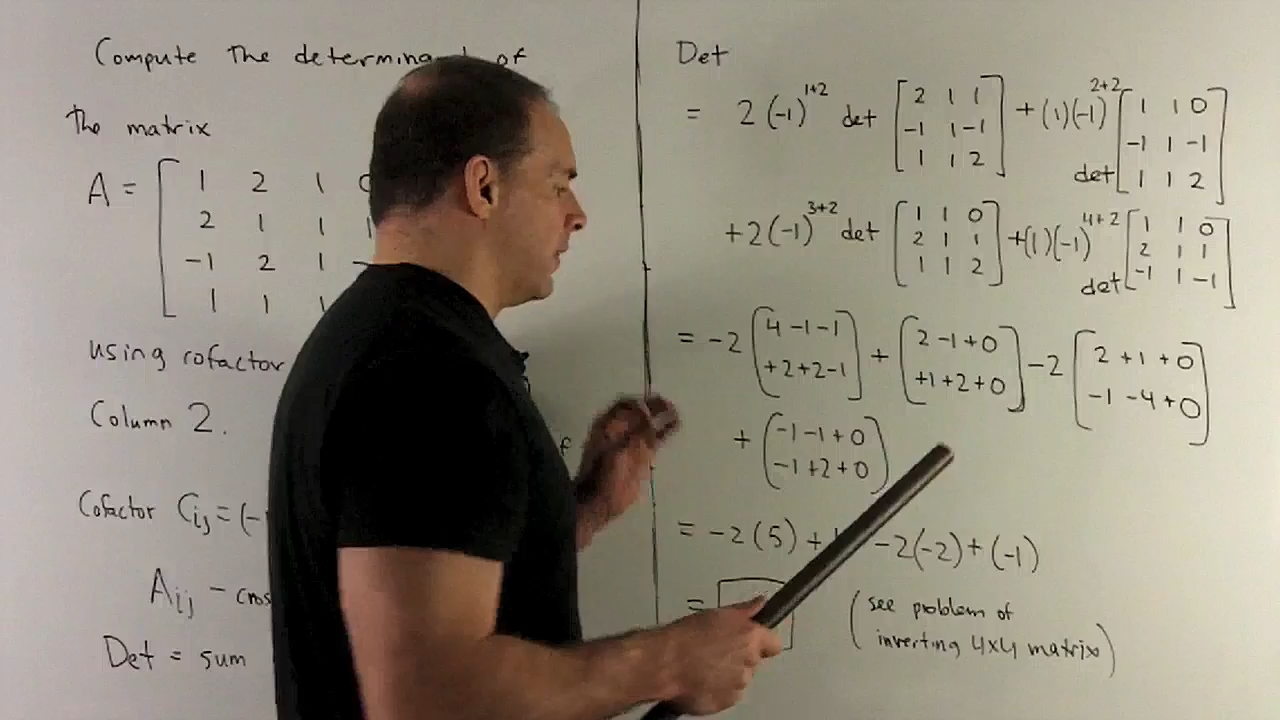 Compute the determinant of
the matrix
A = [ 1 2 1
2 1 1 1
-1 2 1 -
1 1 1 ]
using cofactor
Column 2.
of
Cofactor Cij = (-1
Aij - cros
Det = sum
Det
= 2(-1)^{1+2} det [ 2 1 1 / -1 1 -1 / 1 1 2 ] + (1)(-1)^{2+2} det [ 1 1 0 / -1 1 -1 / 1 1 2 ]
+2(-1)^{3+2} det [ 1 1 0 / 2 1 1 / 1 1 2 ] + (1)(-1)^{4+2} det [ 1 1 0 / 2 1 1 / -1 1 -1 ]
= -2 [ 4 -1 -1 / +2 +2 -1 ] + [ 2 -1 +0 / +1 +2 +0 ] -2 [ 2 +1 +0 / -1 -4 +0 ]
+ ( -1 -1 +0 / -1 +2 +0 )
= -2(5) + -2(-2) + (-1)
=
(see problem of
inverting 4x4 matrix)